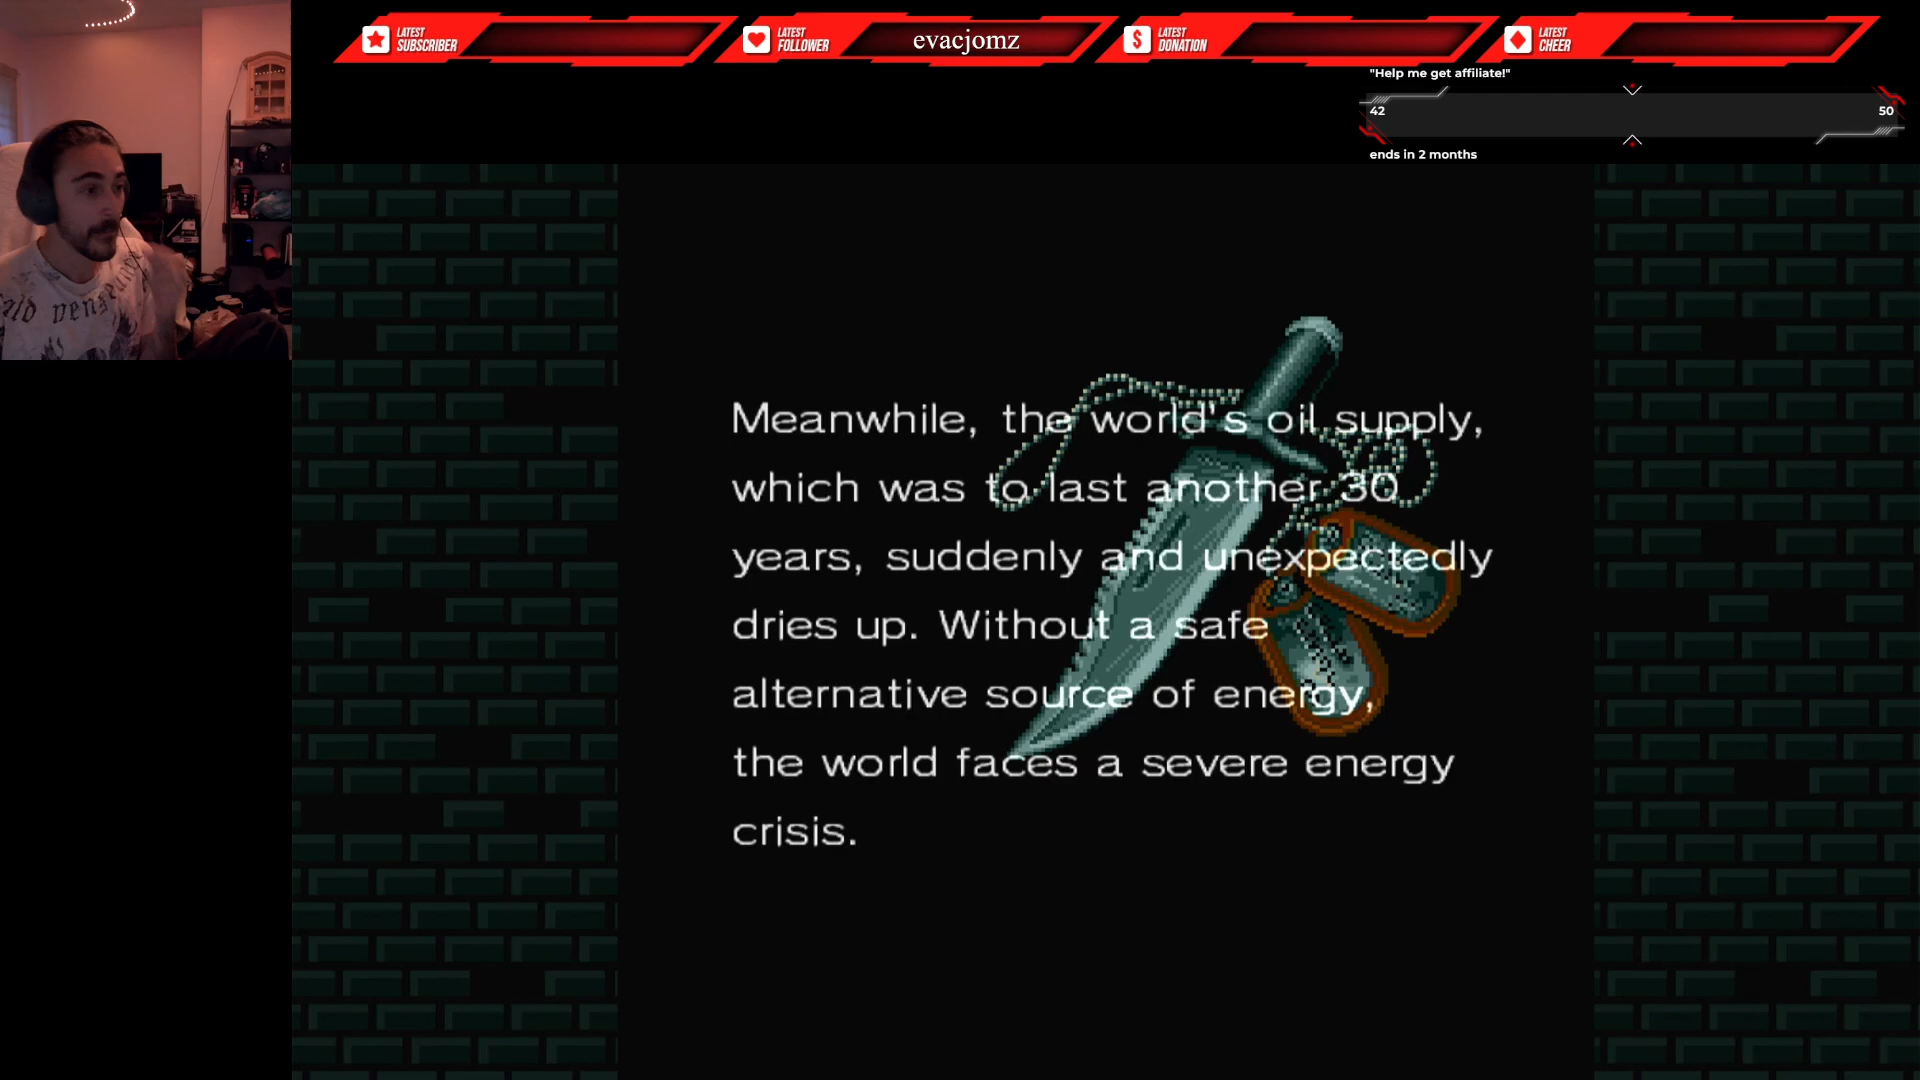 LATEST
SUBSCRIBER
LATEST
FOLLOWER
evacjomz
LATEST
DONATION
LATEST
CHEER
"Help me get affiliate!"
42
50
ends in 2 months
Meanwhile, the world's oil supply,
which was to last another 30
years, suddenly and unexpectedly
dries up. Without a safe
alternative source of energy,
the world faces a severe energy
crisis.